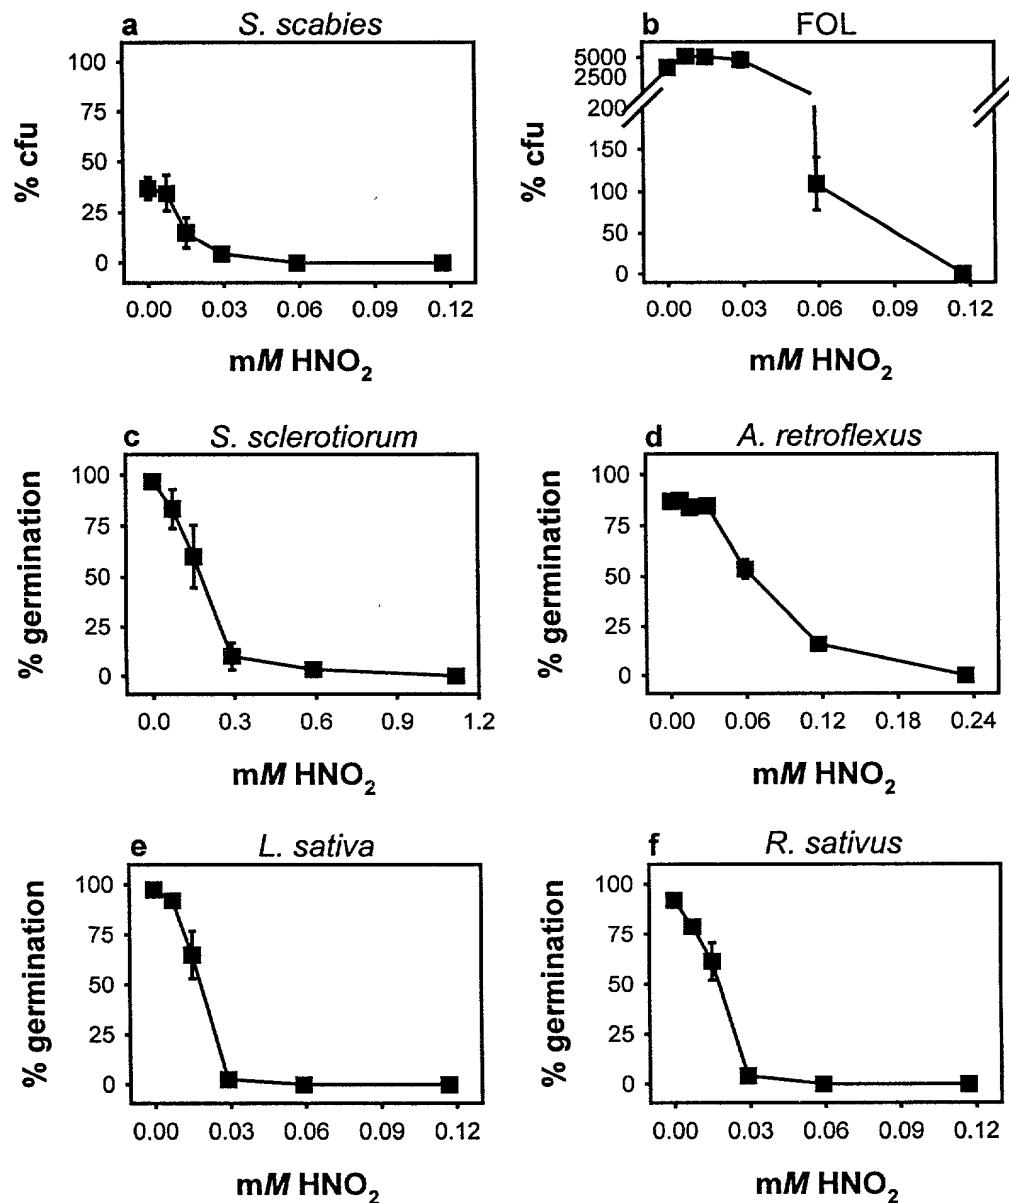 a S. scabies
100
75
50
25
0
% cfu
0.00 0.03 0.06 0.09 0.12
mM HNO2
b FOL
5000
2500
200
150
100
50
0
% cfu
0.00 0.03 0.06 0.09 0.12
mM HNO2
c S. sclerotiorum
100
75
50
25
0
% germination
0.0 0.3 0.6 0.9 1.2
mM HNO2
d A. retroflexus
100
75
50
25
0
% germination
0.00 0.06 0.12 0.18 0.24
mM HNO2
e L. sativa
100
75
50
25
0
% germination
0.00 0.03 0.06 0.09 0.12
mM HNO2
f R. sativus
100
75
50
25
0
% germination
0.00 0.03 0.06 0.09 0.12
mM HNO2